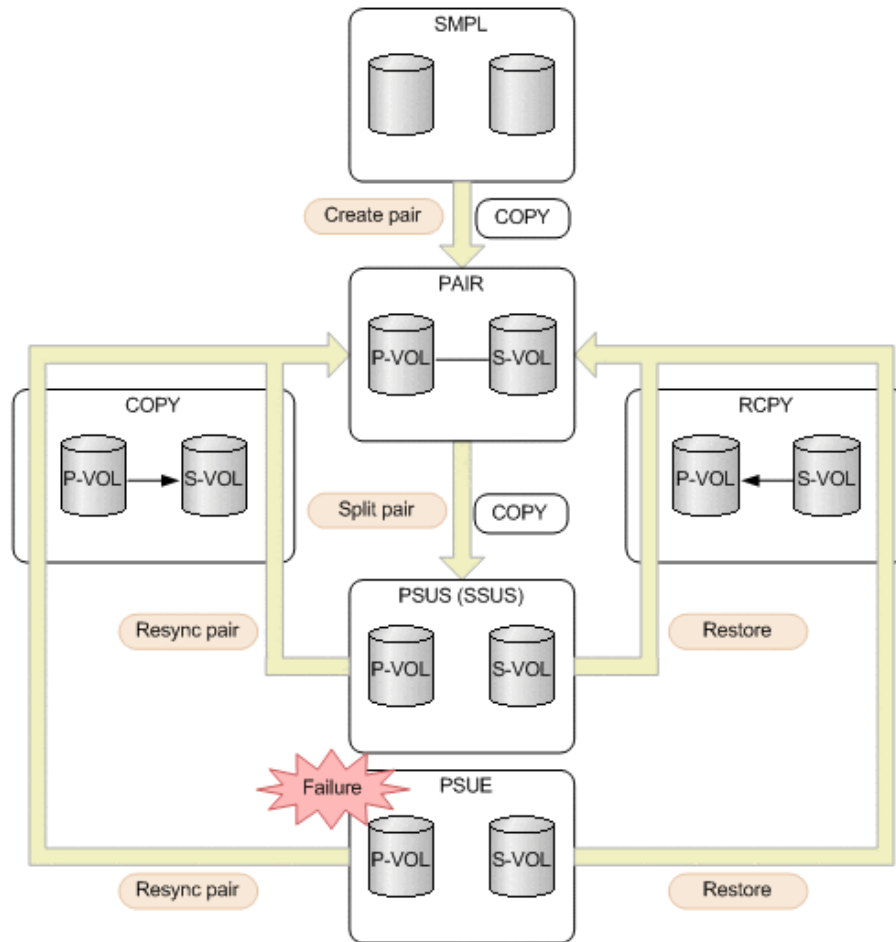 SMPL
Create pair
COPY
PAIR
P-VOL
S-VOL
COPY
P-VOL
S-VOL
RCPY
P-VOL
S-VOL
Split pair
COPY
PSUS (SSUS)
P-VOL
S-VOL
Resync pair
Restore
Failure
PSUE
P-VOL
S-VOL
Resync pair
Restore